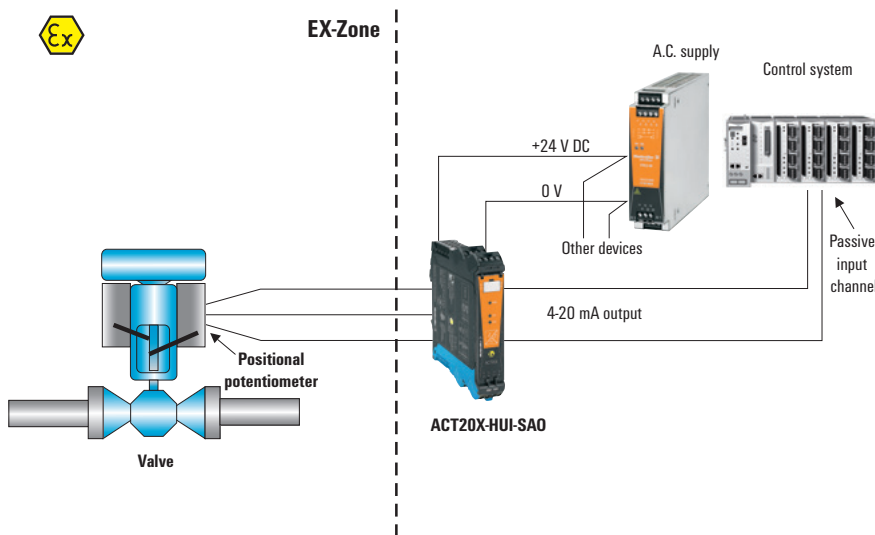 Ex
EX-Zone
A.C. supply
Control system
+24 V DC
0 V
Other devices
Passive
input
channel
4-20 mA output
Positional
potentiometer
ACT20X-HUI-SAO
Valve